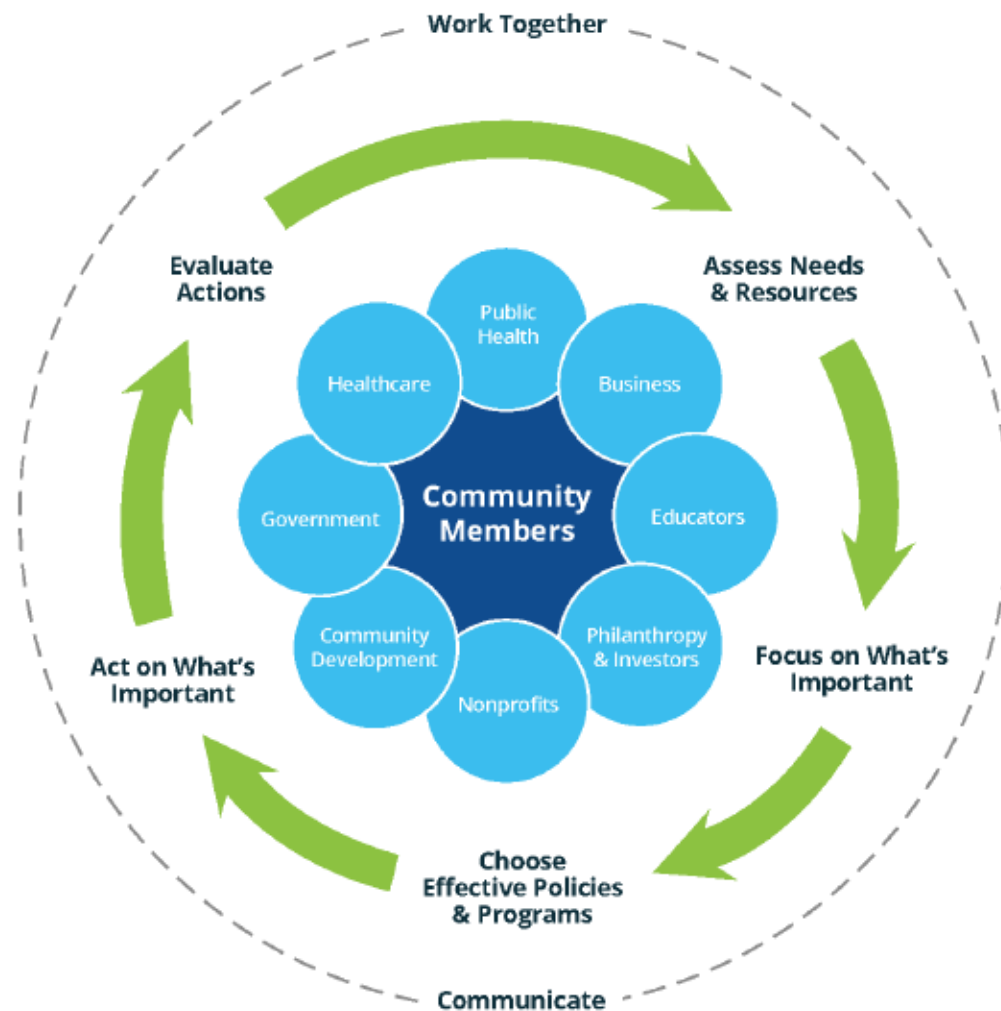 Work Together
Evaluate
Actions
Assess Needs
& Resources
Public
Health
Healthcare
Business
Community
Members
Government
Educators
Community
Development
Philanthropy
& Investors
Nonprofits
Act on What's
Important
Focus on What's
Important
Choose
Effective Policies
& Programs
Communicate